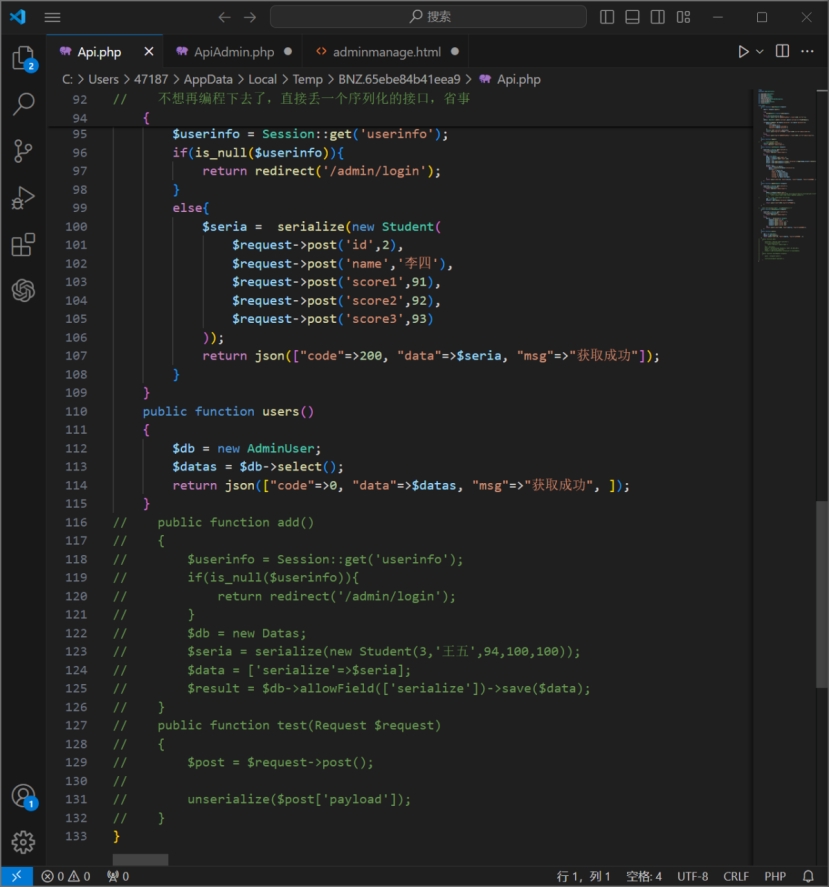 搜索
Api.php
ApiAdmin.php
adminmanage.html
C: > Users > 47187 > AppData > Local > Temp > BNZ.65ebe84b41eea9 > Api.php
92 //    不想再编程下去了，直接丢一个序列化的接口，省事
94     {
95         $userinfo = Session::get('userinfo');
96         if(is_null($userinfo)){
97             return redirect('/admin/login');
98         }
99         else{
100             $seria =  serialize(new Student(
101                 $request->post('id',2),
102                 $request->post('name','李四'),
103                 $request->post('score1',91),
104                 $request->post('score2',92),
105                 $request->post('score3',93)
106             ));
107             return json(["code"=>200, "data"=>$seria, "msg"=>"获取成功"]);
108         }
109     }
110     public function users()
111     {
112         $db = new AdminUser;
113         $datas = $db->select();
114         return json(["code"=>0, "data"=>$datas, "msg"=>"获取成功", ]);
115     }
116 //    public function add()
117 //    {
118 //        $userinfo = Session::get('userinfo');
119 //        if(is_null($userinfo)){
120 //            return redirect('/admin/login');
121 //        }
122 //        $db = new Datas;
123 //        $seria = serialize(new Student(3,'王五',94,100,100));
124 //        $data = ['serialize'=>$seria];
125 //        $result = $db->allowField(['serialize'])->save($data);
126 //    }
127 //    public function test(Request $request)
128 //    {
129 //        $post = $request->post();
130 //
131 //        unserialize($post['payload']);
132 //    }
133 }
2
1
0 0 0
行 1，列 1
空格: 4
UTF-8
CRLF
PHP